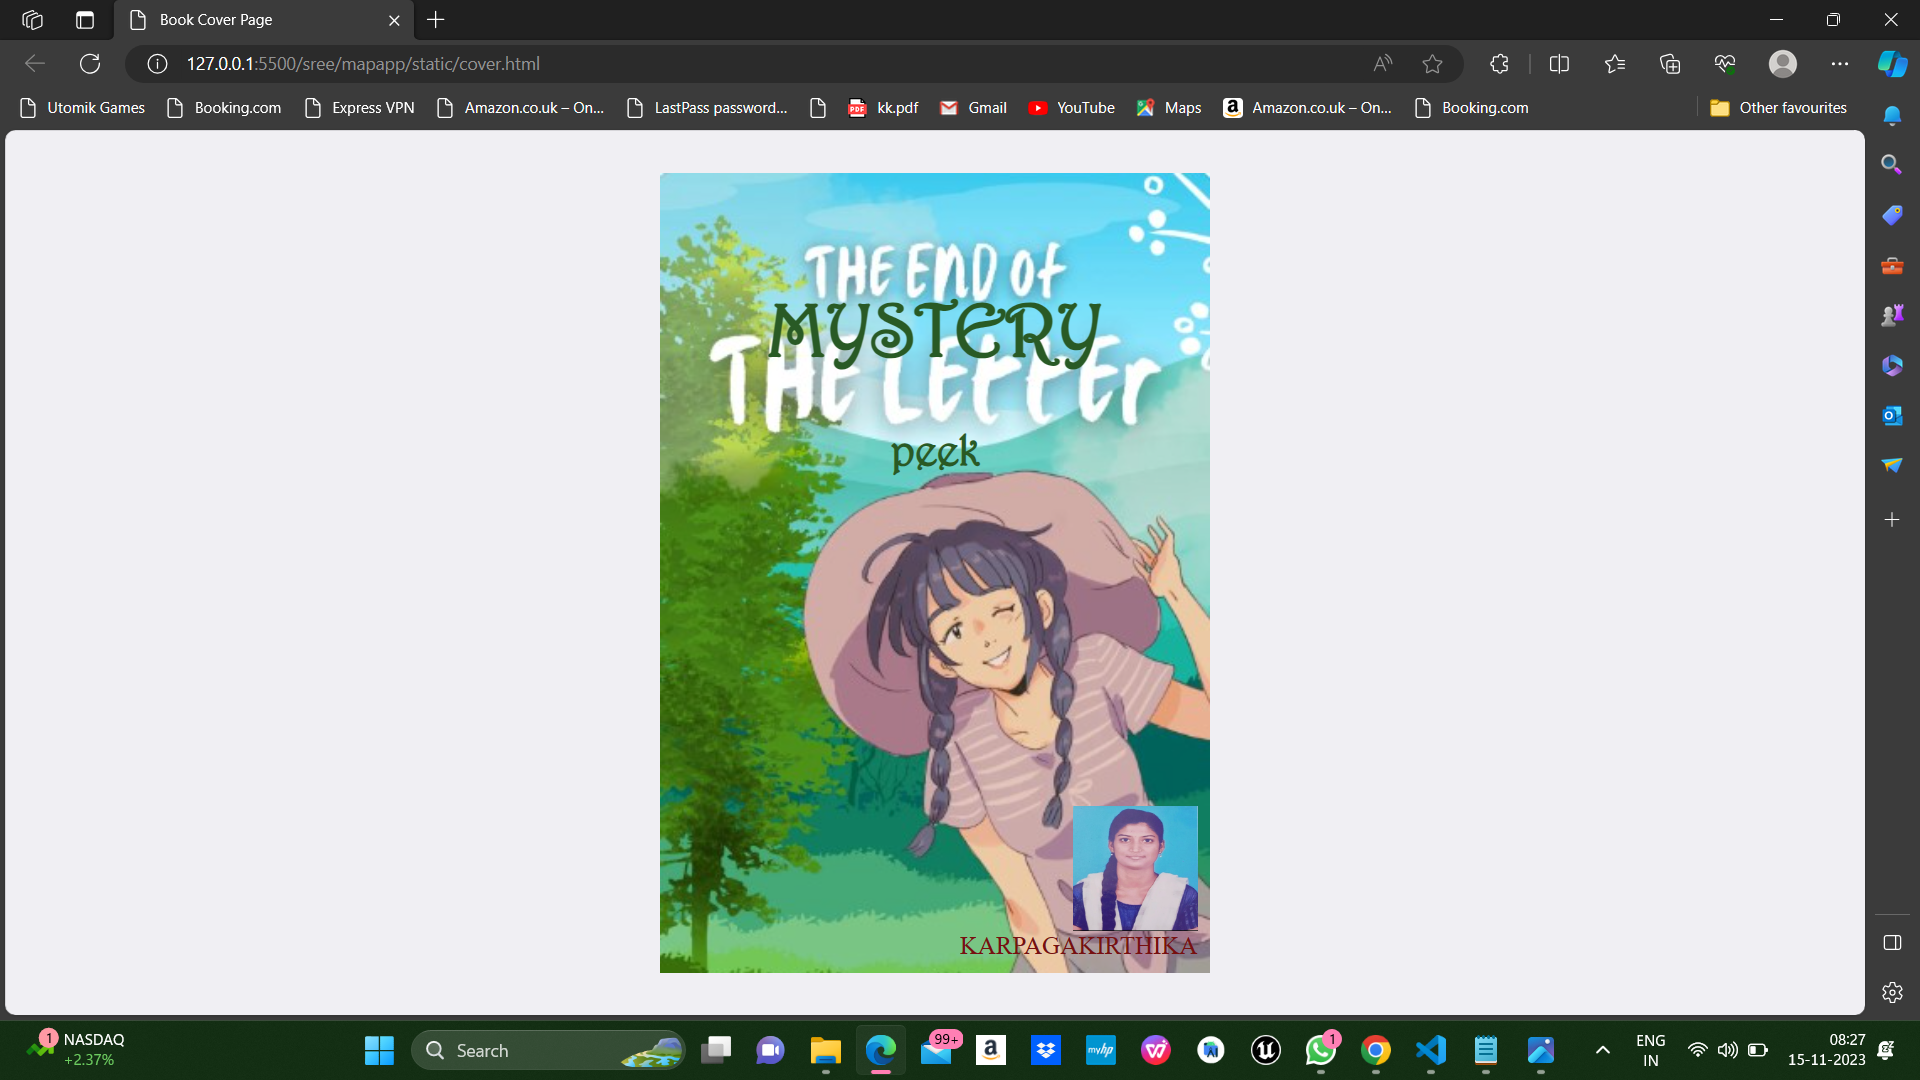 Book Cover Page
127.0.0.1:5500/sree/mapapp/static/cover.html
Utomik Games
Booking.com
Express VPN
Amazon.co.uk – On...
LastPass password...
kk.pdf
Gmail
YouTube
Maps
Amazon.co.uk – On...
Booking.com
Other favourites
THE END OF
MYSTERY
THE LETTER
peek
KARPAGAKIRTHIKA
1
NASDAQ
+2.37%
Search
99+
myhp
1
ENG
IN
08:27
15-11-2023